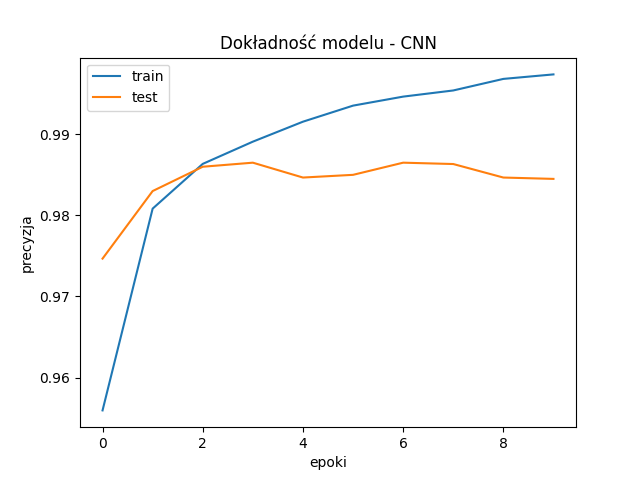 Dokładność modelu - CNN
train
test
0.99
0.98
0.97
0.96
precyzja
0 2 4 6 8
epoki